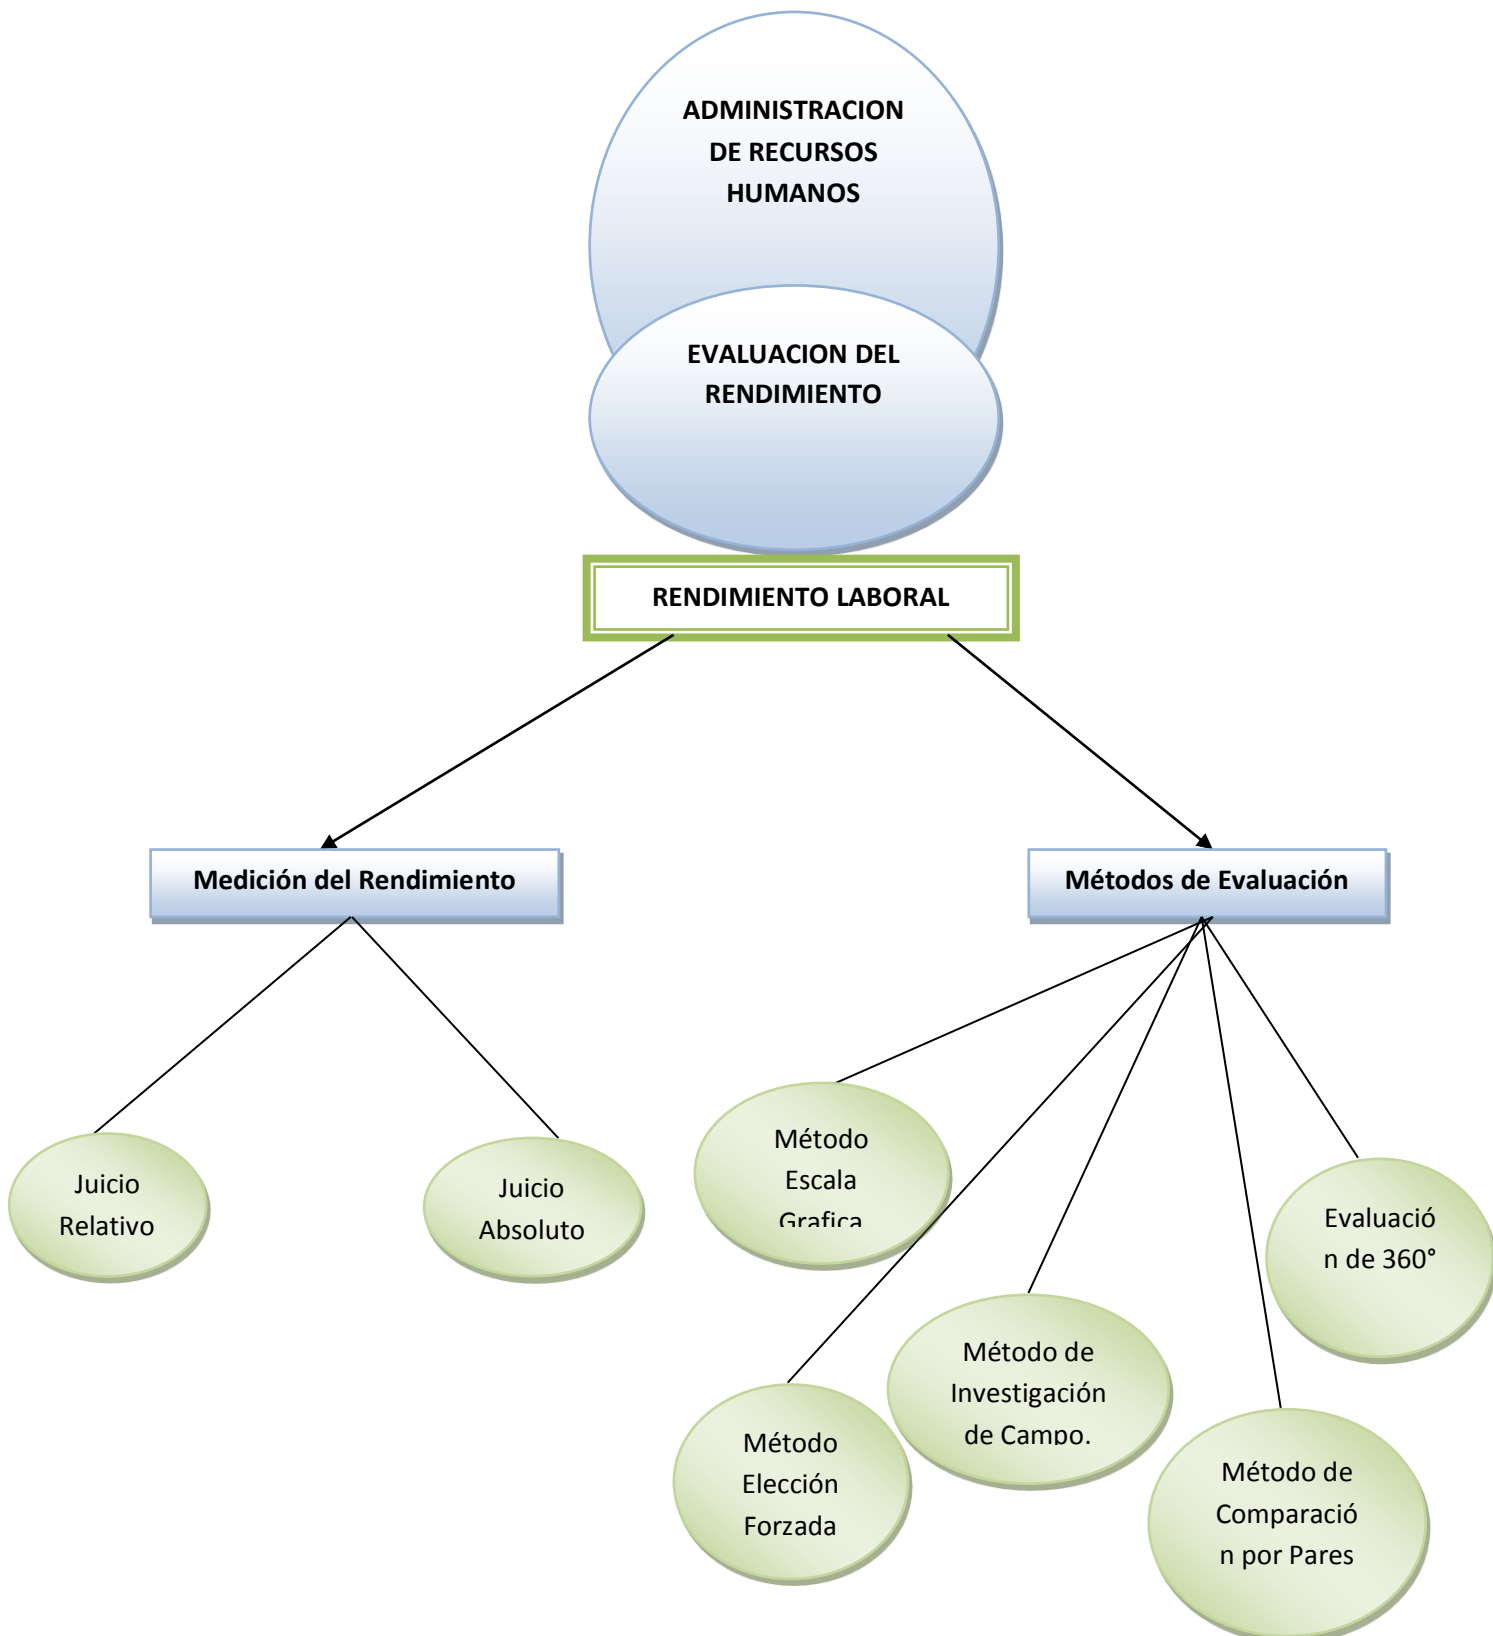 ADMINISTRACION
DE RECURSOS
HUMANOS
EVALUACION DEL
RENDIMIENTO
RENDIMIENTO LABORAL
Medición del Rendimiento
Métodos de Evaluación
Juicio
Relativo
Juicio
Absoluto
Método
Escala
Grafica
Evaluació
n de 360°
Método de
Investigación
de Campo.
Método
Elección
Forzada
Método de
Comparació
n por Pares